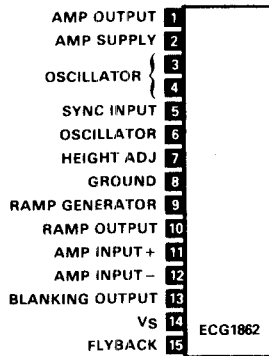 AMP OUTPUT 1
AMP SUPPLY 2
3
OSCILLATOR
4
SYNC INPUT 5
OSCILLATOR 6
HEIGHT ADJ 7
GROUND 8
RAMP GENERATOR 9
RAMP OUTPUT 10
AMP INPUT+ 11
AMP INPUT− 12
BLANKING OUTPUT 13
VS 14
ECG1862
FLYBACK 15